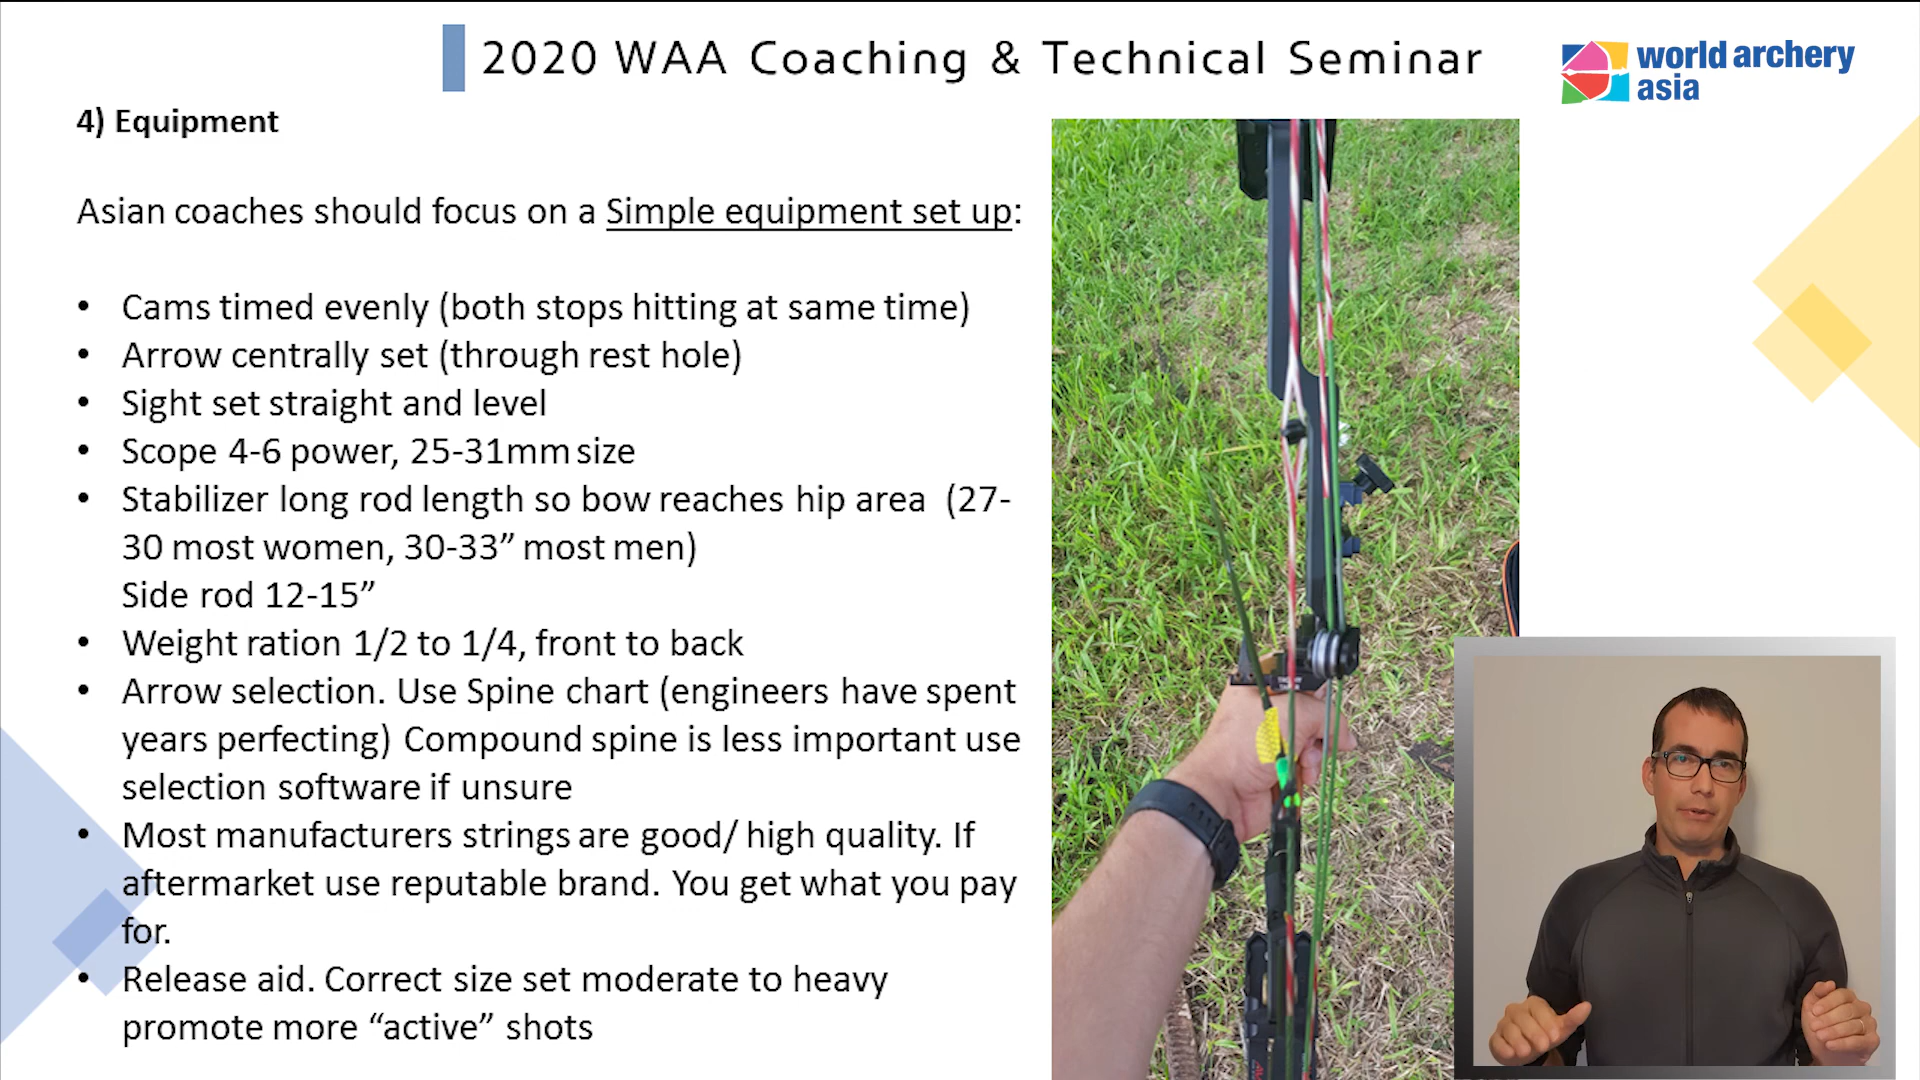 2020 WAA Coaching & Technical Seminar
world archery
asia
4) Equipment
Asian coaches should focus on a Simple equipment set up:
• Cams timed evenly (both stops hitting at same time)
• Arrow centrally set (through rest hole)
• Sight set straight and level
• Scope 4-6 power, 25-31mm size
• Stabilizer long rod length so bow reaches hip area (27-
30 most women, 30-33” most men)
Side rod 12-15”
• Weight ration 1/2 to 1/4, front to back
• Arrow selection. Use Spine chart (engineers have spent
years perfecting) Compound spine is less important use
selection software if unsure
• Most manufacturers strings are good/ high quality. If
aftermarket use reputable brand. You get what you pay
for.
• Release aid. Correct size set moderate to heavy
promote more “active” shots